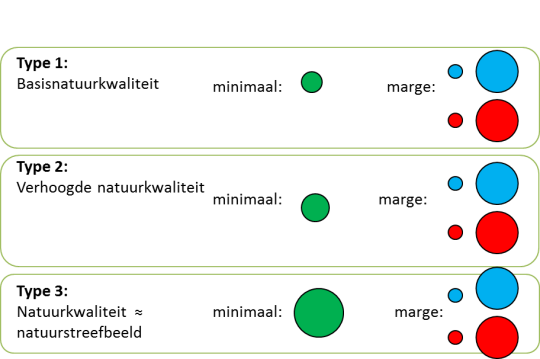 Type 1:
Basisnatuurkwaliteit
minimaal:
marge:
Type 2:
Verhoogde natuurkwaliteit
minimaal:
marge:
Type 3:
Natuurkwaliteit ≈
natuurstreefbeeld
minimaal:
marge: